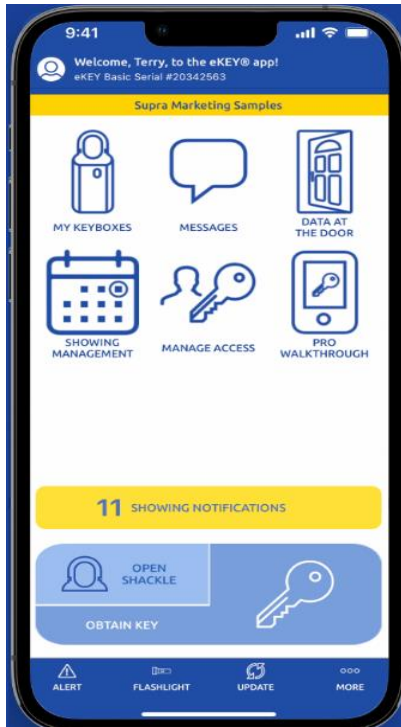 9:41
Welcome, Terry, to the eKEY® app!
eKEY Basic Serial #20342563
Supra Marketing Samples
MY KEYBOXES
MESSAGES
DATA AT
THE DOOR
SHOWING
MANAGEMENT
MANAGE ACCESS
PRO
WALKTHROUGH
11 SHOWING NOTIFICATIONS
OPEN
SHACKLE
OBTAIN KEY
ALERT
FLASHLIGHT
UPDATE
MORE